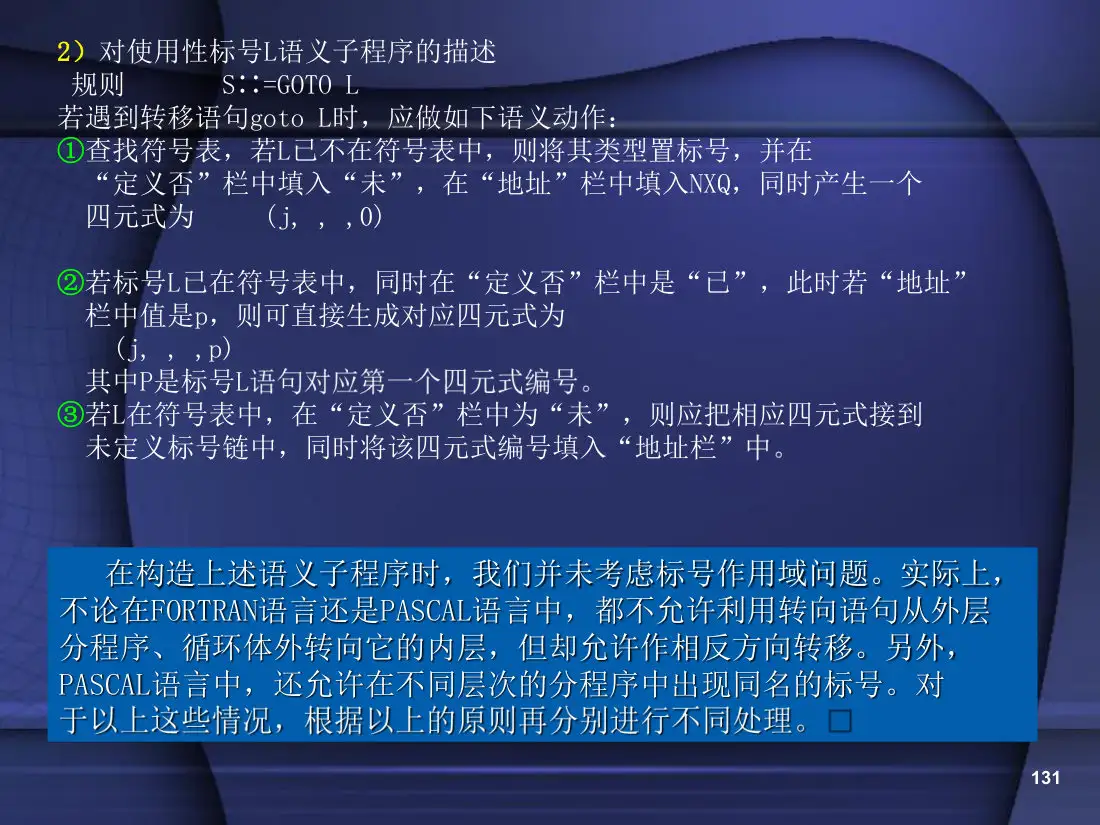 2）对使用性标号L语义子程序的描述
规则 S∷=GOTO L
若遇到转移语句goto L时，应做如下语义动作：
①查找符号表，若L已不在符号表中，则将其类型置标号，并在
“定义否”栏中填入“未”，在“地址”栏中填入NXQ，同时产生一个
四元式为 (j, , ,0)
②若标号L已在符号表中，同时在“定义否”栏中是“已”，此时若“地址”
栏中值是p，则可直接生成对应四元式为
(j, , ,p)
其中P是标号L语句对应第一个四元式编号。
③若L在符号表中，在“定义否”栏中为“未”，则应把相应四元式接到
未定义标号链中，同时将该四元式编号填入“地址栏”中。
在构造上述语义子程序时，我们并未考虑标号作用域问题。实际上，
不论在FORTRAN语言还是PASCAL语言中，都不允许利用转向语句从外层
分程序、循环体外转向它的内层，但却允许作相反方向转移。另外，
PASCAL语言中，还允许在不同层次的分程序中出现同名的标号。对
于以上这些情况，根据以上的原则再分别进行不同处理。□
131